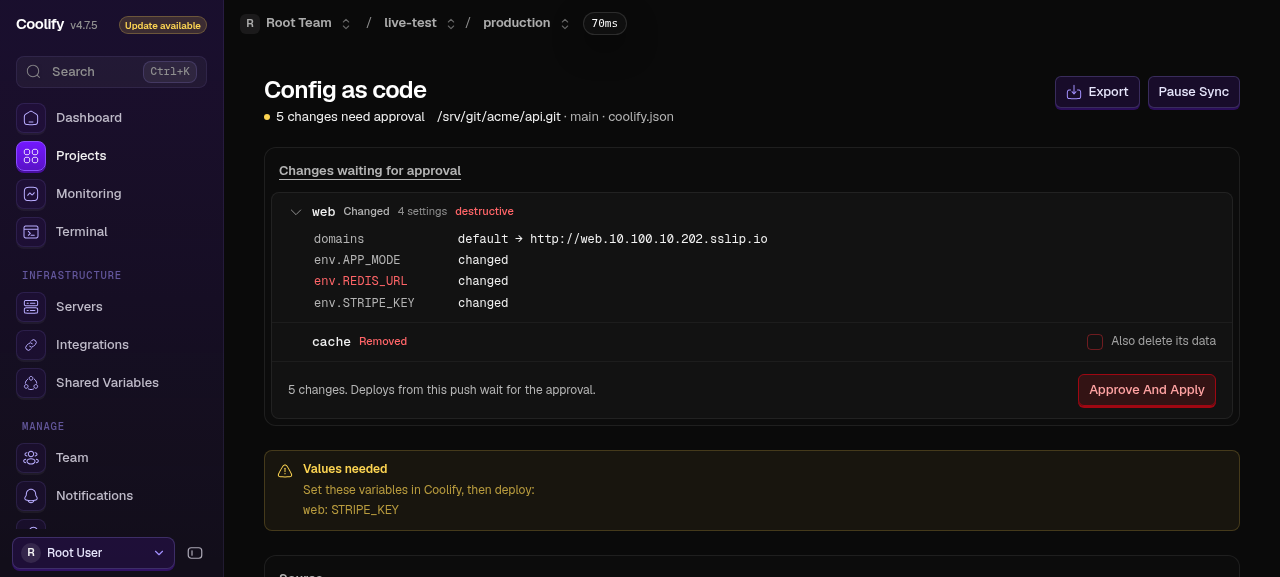 Coolify v4.7.5 Update available
R Root Team / live-test / production 70ms
Search Ctrl+K
Dashboard
Projects
Monitoring
Terminal
INFRASTRUCTURE
Servers
Integrations
Shared Variables
MANAGE
Team
Notifications
R Root User
Config as code
Export
Pause Sync
5 changes need approval /srv/git/acme/api.git · main · coolify.json
Changes waiting for approval
web Changed 4 settings destructive
domains default → http://web.10.100.10.202.sslip.io
env.APP_MODE changed
env.REDIS_URL changed
env.STRIPE_KEY changed
cache Removed Also delete its data
5 changes. Deploys from this push wait for the approval. Approve And Apply
Values needed
Set these variables in Coolify, then deploy:
web: STRIPE_KEY